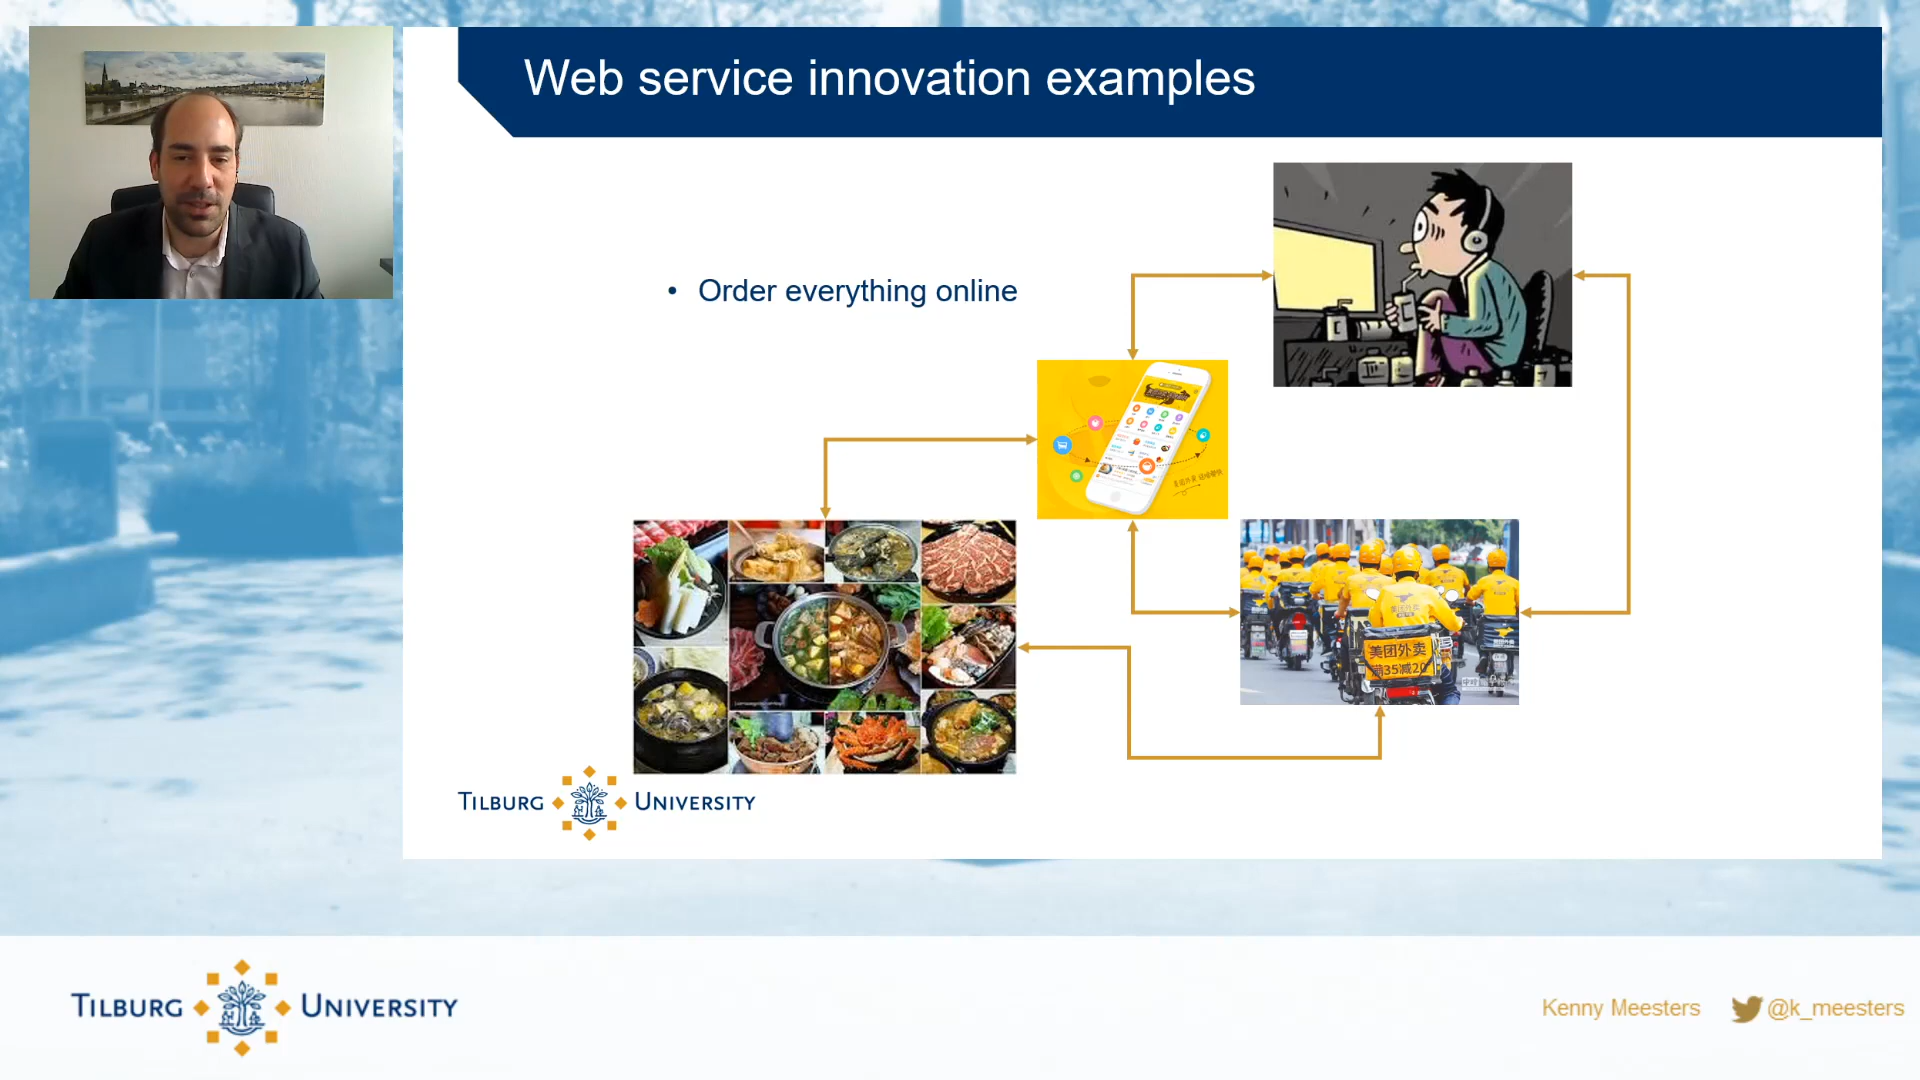 Web service innovation examples
• Order everything online
美团外卖
满35减20
TILBURG UNIVERSITY
TILBURG UNIVERSITY
Kenny Meesters
@k_meesters